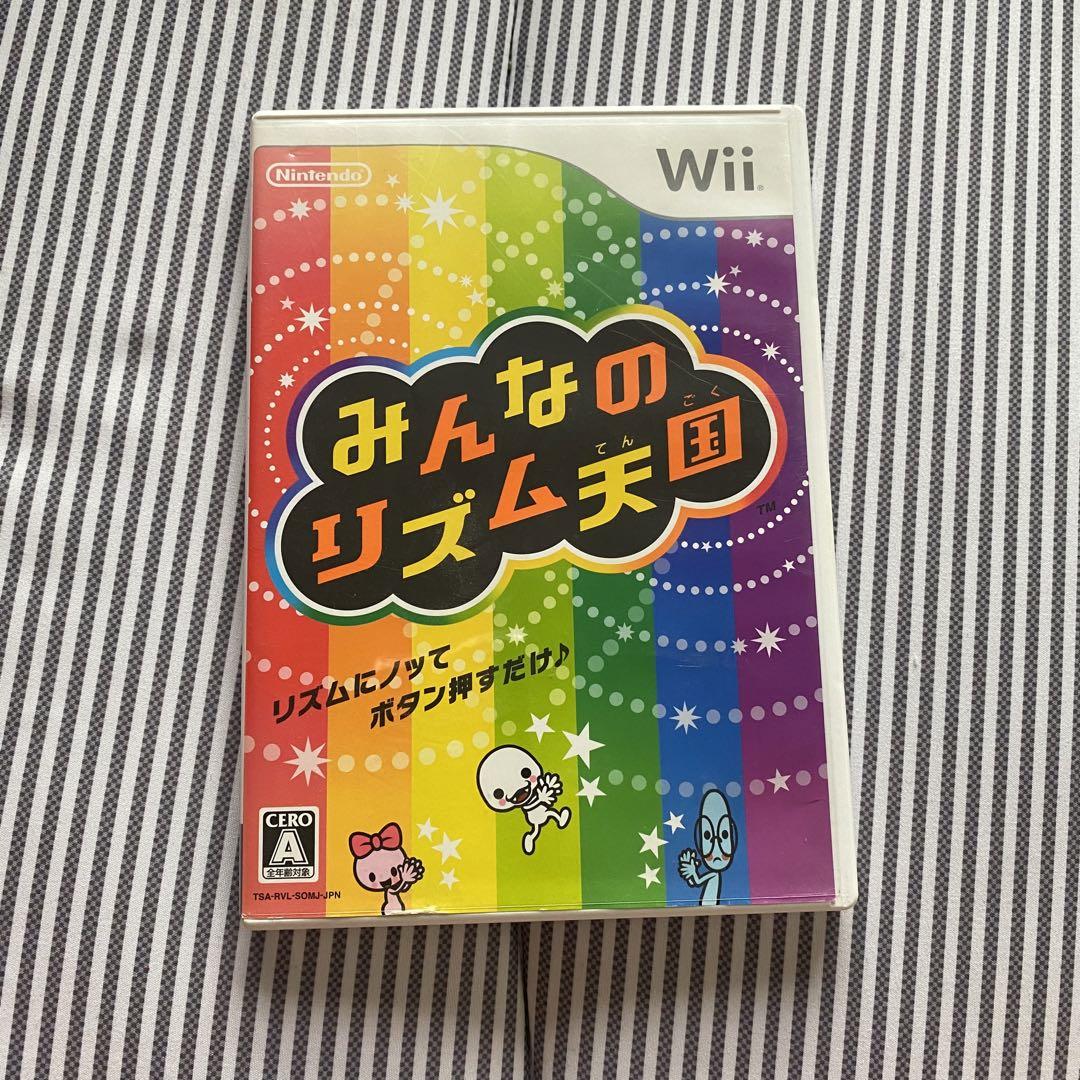 Nintendo
Wii
みんなの
リズム天国
てんごく
TM
リズムにノッて
ボタン押すだけ♪
CERO
A
全年齢対象
TSA-RVL-SOMJ-JPN